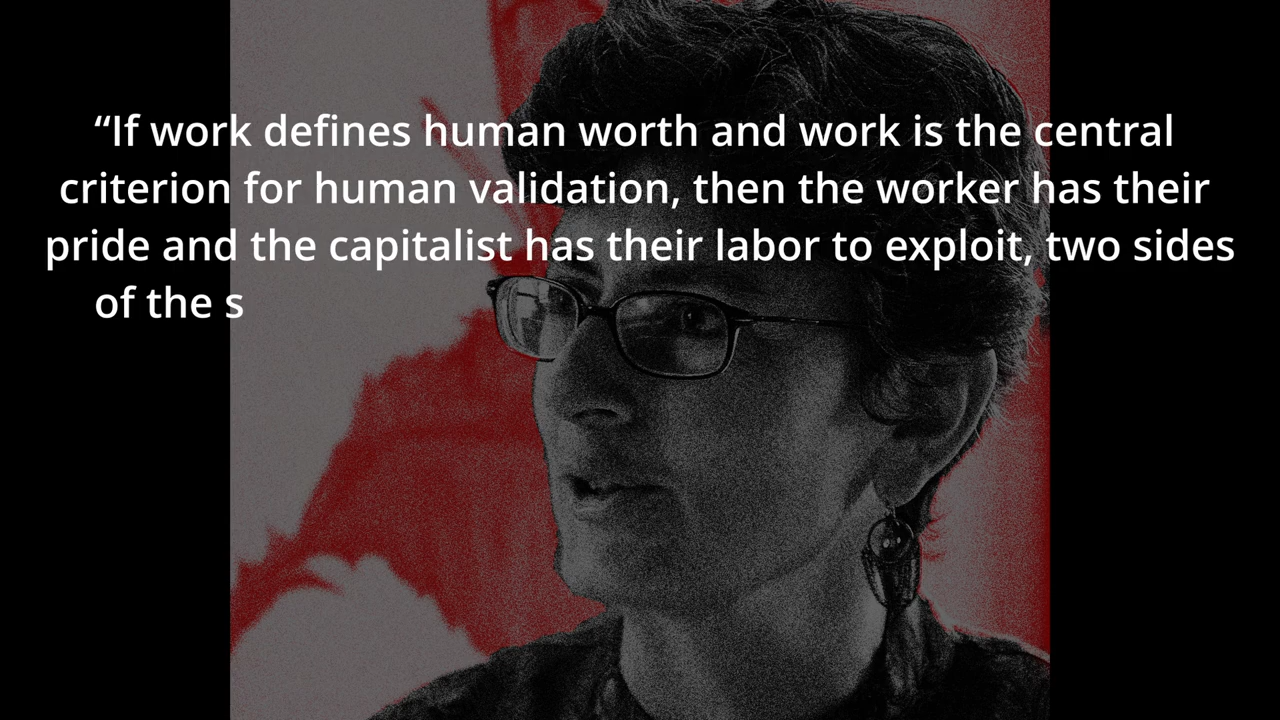 “If work defines human worth and work is the central
criterion for human validation, then the worker has their
pride and the capitalist has their labor to exploit, two sides
of the s